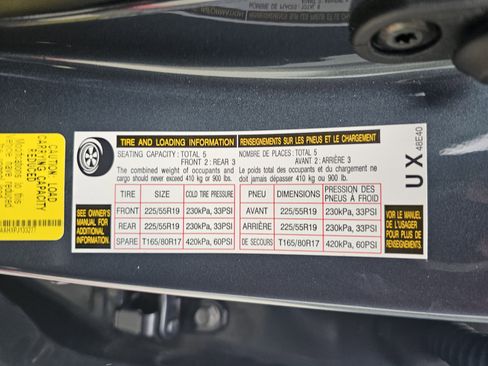 TIRE AND LOADING INFORMATION
RENSEIGNEMENTS SUR LES PNEUS ET LE CHARGEMENT
SEATING CAPACITY: TOTAL 5
FRONT 2: REAR 3
The combined weight of occupants and
cargo should never exceed 410 kg or 900 lbs.
NOMBRE DE PLACES: TOTAL 5
AVANT 2: ARRIÈRE 3
Le poids total des occupants et du chargement ne
doit jamais dépasser 410 kg ou 900 lb.
TIRE SIZE COLD TIRE PRESSURE PNEU DIMENSIONS PRESSION DES PNEUS À FROID
FRONT 225/55R19 230kPa, 33PSI AVANT 225/55R19 230kPa, 33PSI
REAR 225/55R19 230kPa, 33PSI ARRIÈRE 225/55R19 230kPa, 33PSI
SPARE T165/80R17 420kPa, 60PSI DE SECOURS T165/80R17 420kPa, 60PSI
SEE OWNER'S
MANUAL FOR
ADDITIONAL
INFORMATION
VOIR LE MANUEL
DE L'USAGER
POUR PLUS DE
RENSEIGNEMENTS.
UX
48E40
CAUTION LOAD
CARRYING CAPACITY
REDUCED